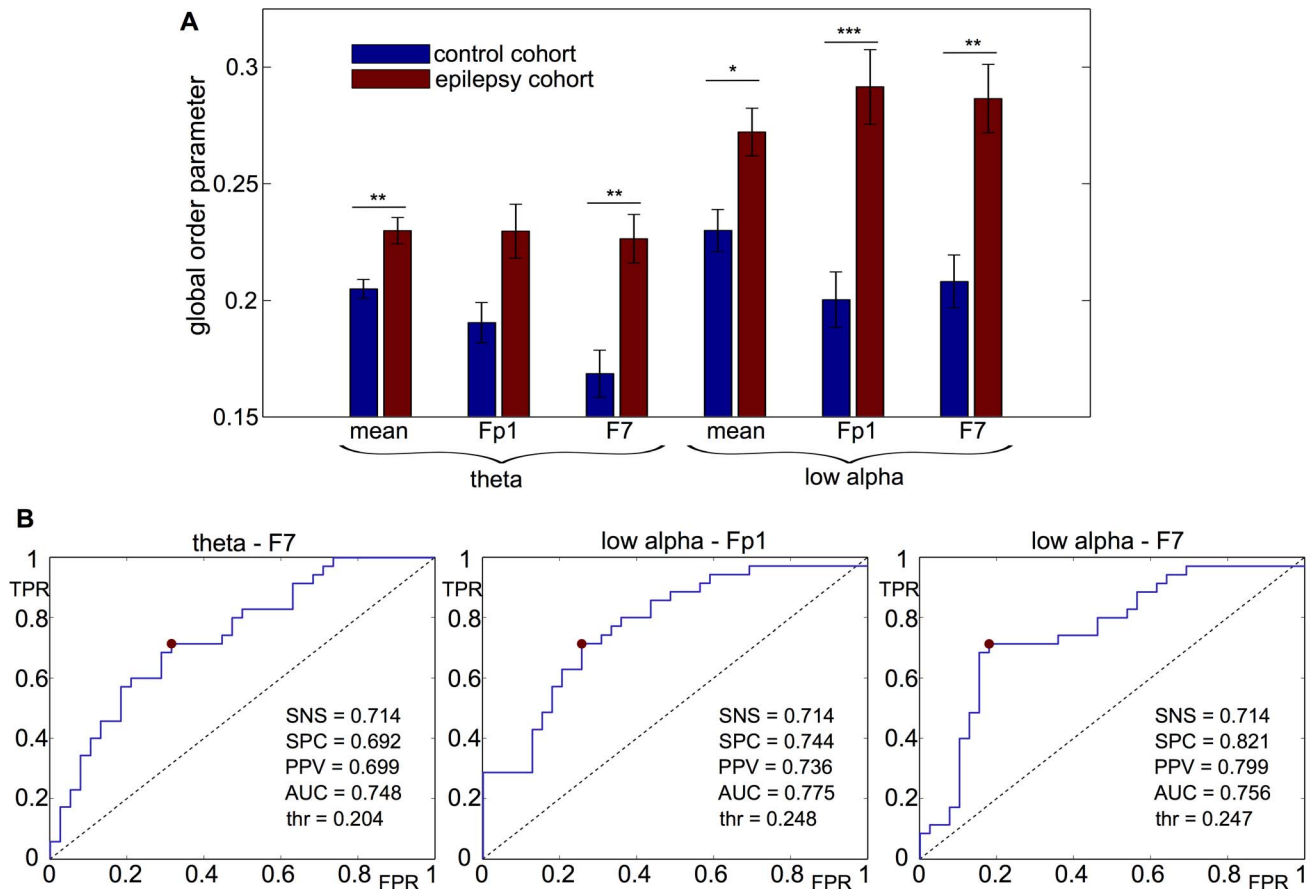 A
global order parameter
0.3
0.25
0.2
0.15
control cohort
epilepsy cohort
**
**
*
***
**
mean Fp1 F7 mean Fp1 F7
theta low alpha
B
theta - F7
1
TPR
0.8
0.6
0.4
0.2
0
0.2 0.4 0.6 0.8 1
FPR
SNS = 0.714
SPC = 0.692
PPV = 0.699
AUC = 0.748
thr = 0.204
low alpha - Fp1
1
TPR
0.8
0.6
0.4
0.2
0
0.2 0.4 0.6 0.8 1
FPR
SNS = 0.714
SPC = 0.744
PPV = 0.736
AUC = 0.775
thr = 0.248
low alpha - F7
1
TPR
0.8
0.6
0.4
0.2
0
0.2 0.4 0.6 0.8 1
FPR
SNS = 0.714
SPC = 0.821
PPV = 0.799
AUC = 0.756
thr = 0.247